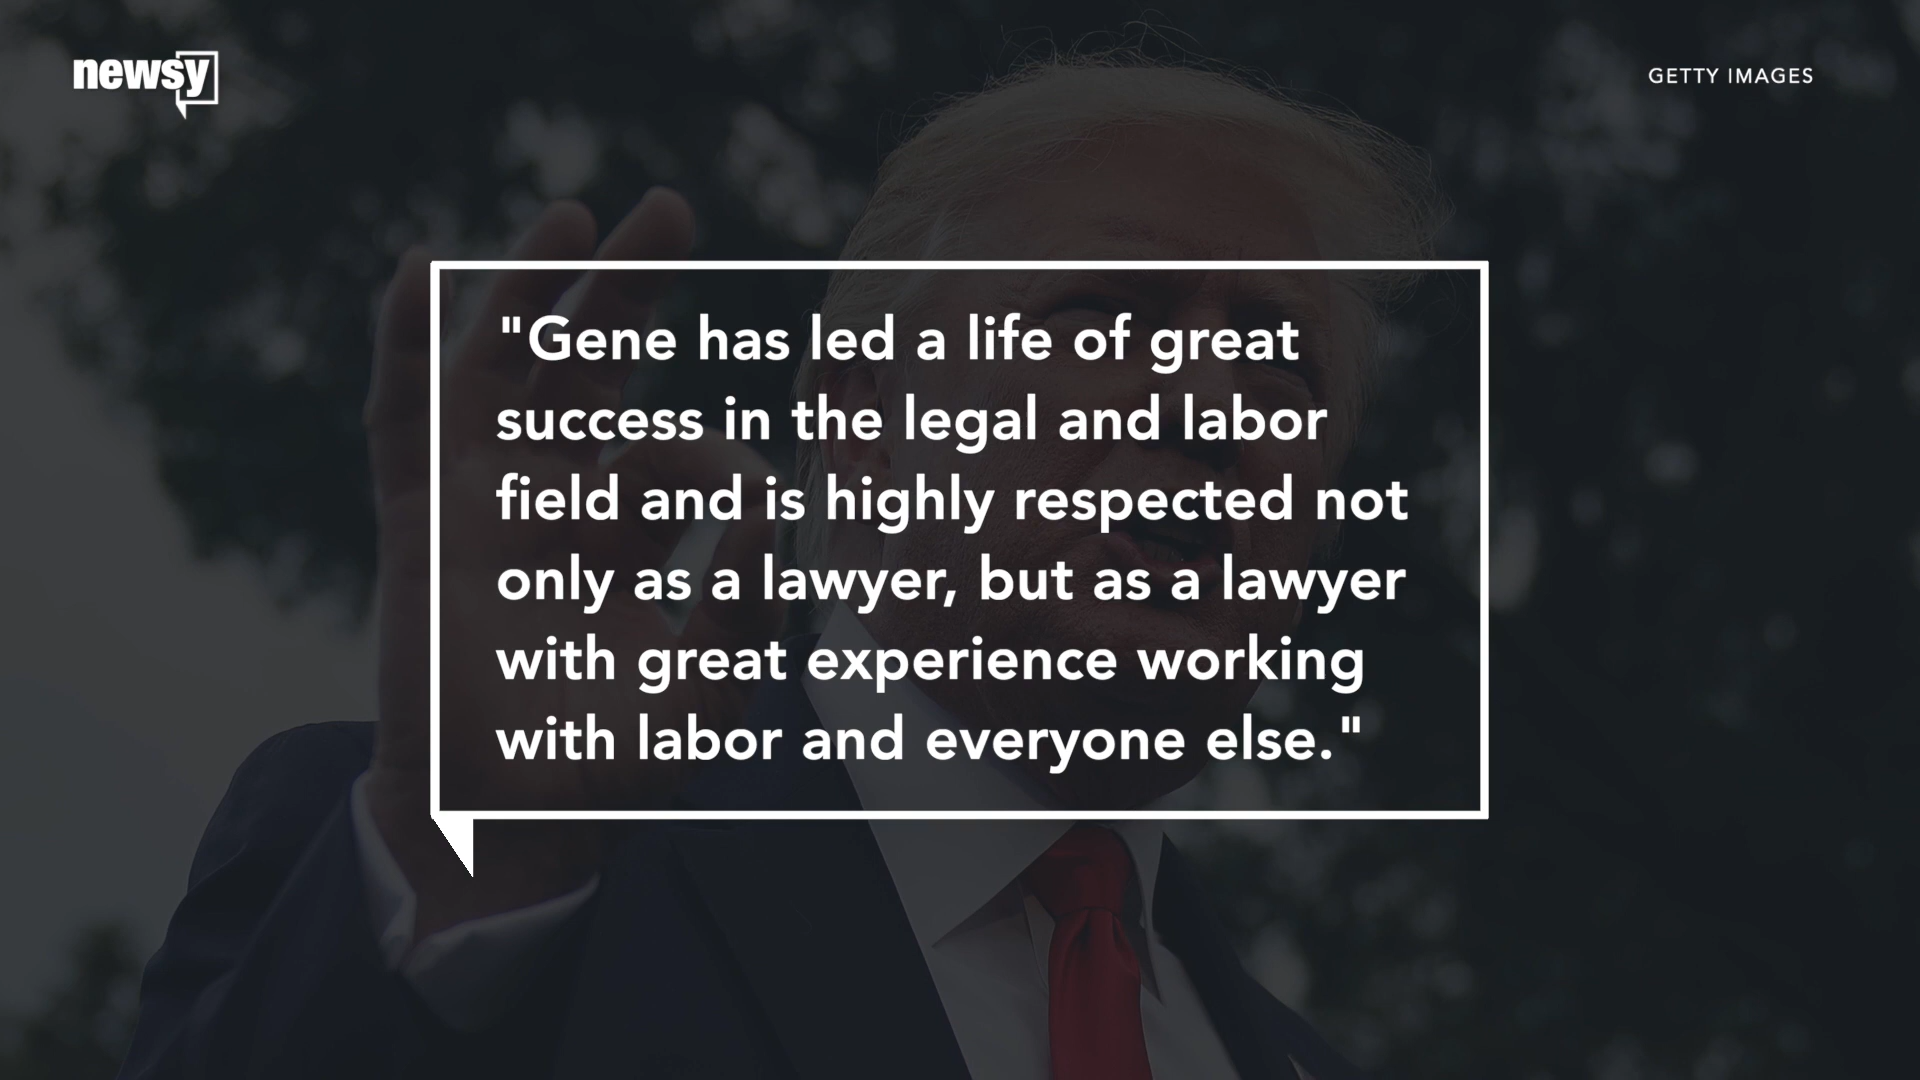 newsy
GETTY IMAGES
"Gene has led a life of great
success in the legal and labor
field and is highly respected not
only as a lawyer, but as a lawyer
with great experience working
with labor and everyone else."